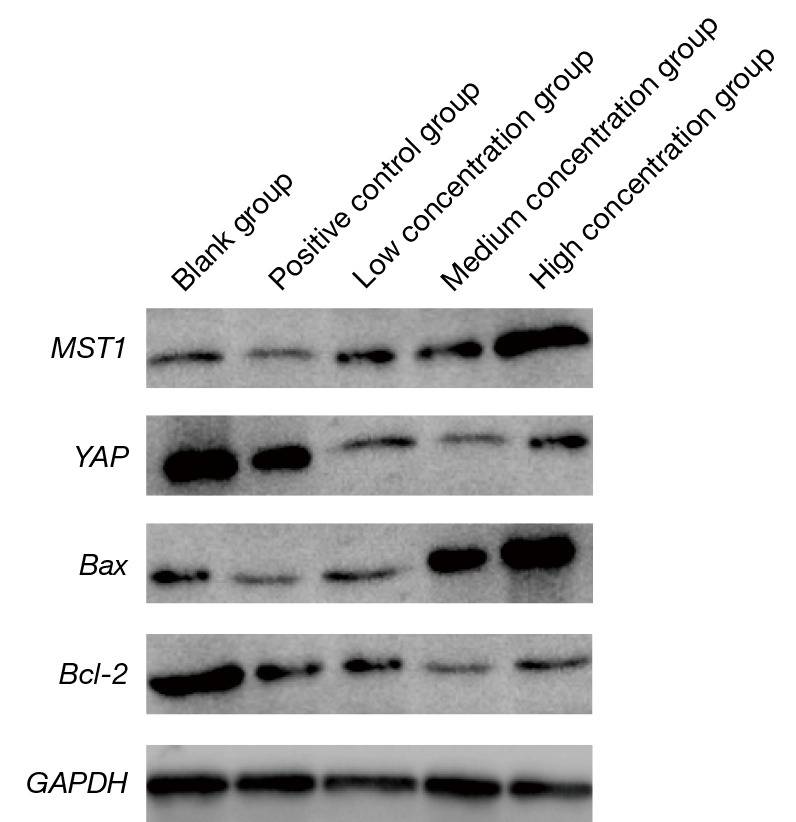 Blank group
Positive control group
Low concentration group
Medium concentration group
High concentration group
MST1
YAP
Bax
Bcl-2
GAPDH